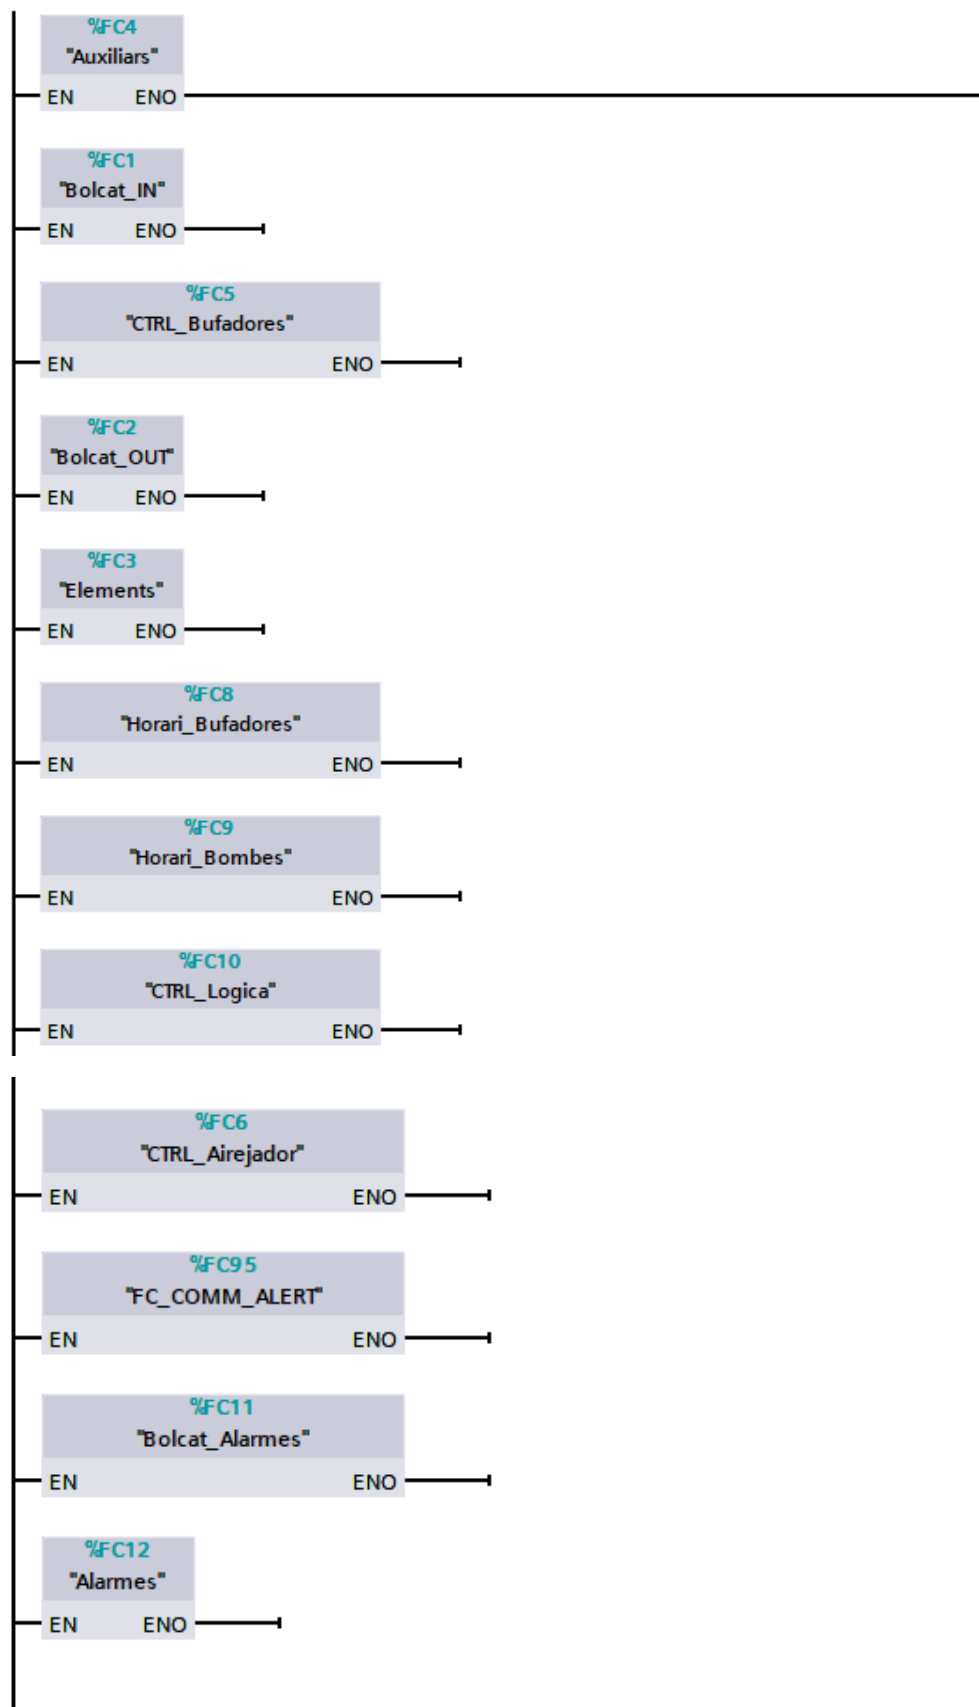 %FC4
"Auxiliars"
EN ENO
%FC1
"Bolcat_IN"
EN ENO
%FC5
"CTRL_Bufadores"
EN ENO
%FC2
"Bolcat_OUT"
EN ENO
%FC3
"Elements"
EN ENO
%FC8
"Horari_Bufadores"
EN ENO
%FC9
"Horari_Bombes"
EN ENO
%FC10
"CTRL_Logica"
EN ENO
%FC6
"CTRL_Airejador"
EN ENO
%FC95
"FC_COMM_ALERT"
EN ENO
%FC11
"Bolcat_Alarmes"
EN ENO
%FC12
"Alarmes"
EN ENO